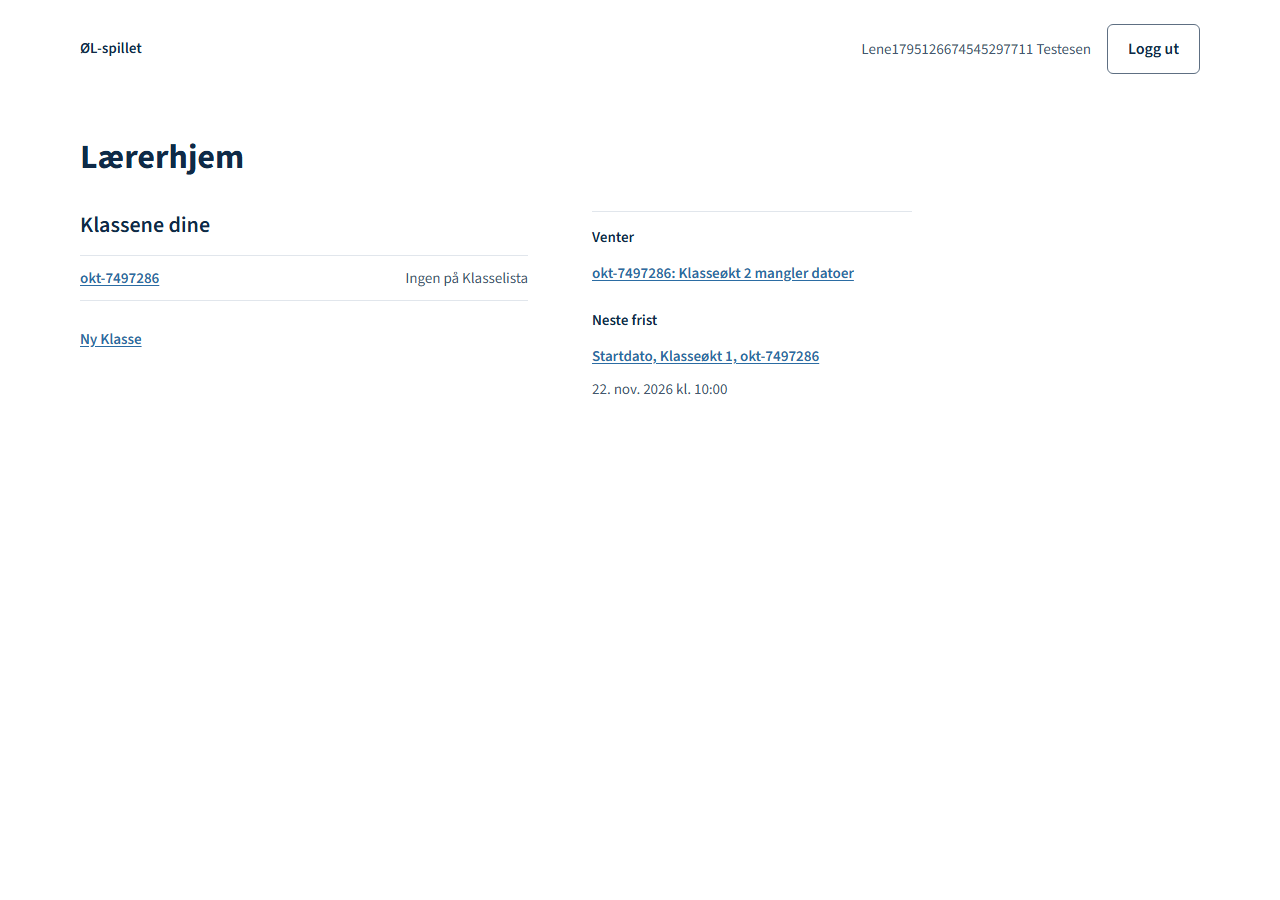 ØL-spillet
Lene1795126674545297711 Testesen
Logg ut
Lærerhjem
Klassene dine
okt-7497286
Ingen på Klasselista
Ny Klasse
Venter
okt-7497286: Klasseøkt 2 mangler datoer
Neste frist
Startdato, Klasseøkt 1, okt-7497286
22. nov. 2026 kl. 10:00